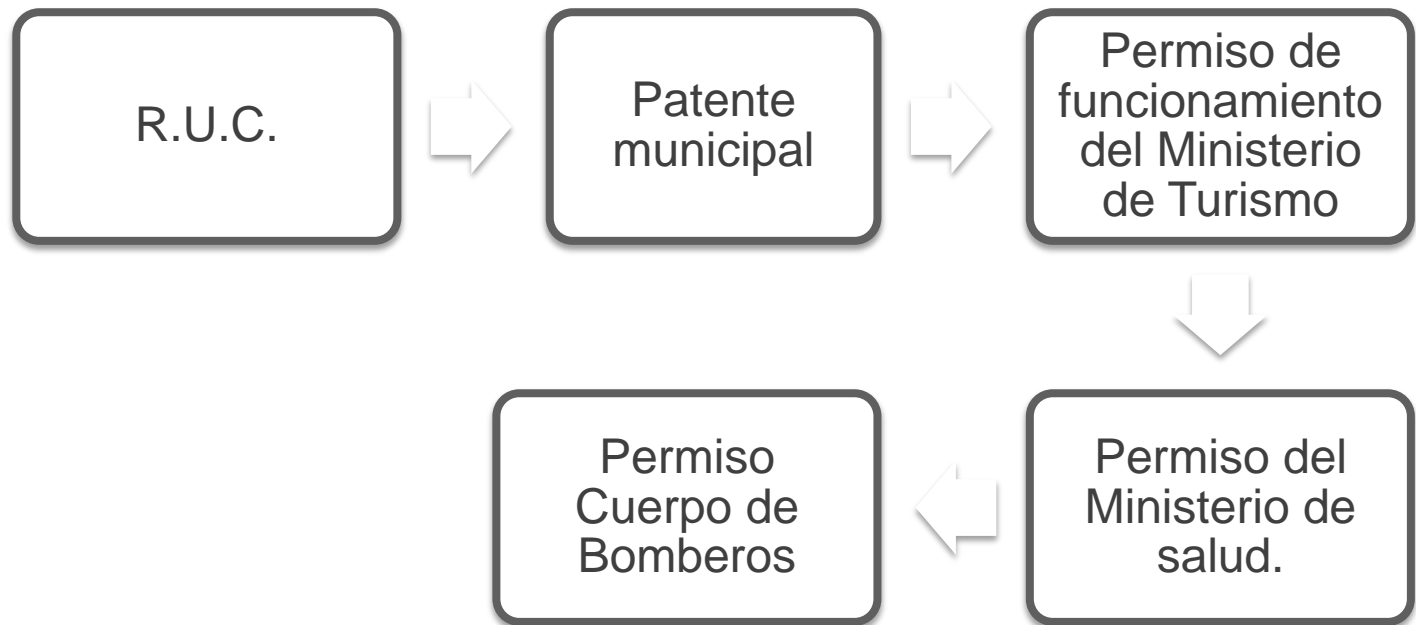 R.U.C.
Patente
municipal
Permiso de
funcionamiento
del Ministerio
de Turismo
Permiso del
Ministerio de
salud.
Permiso
Cuerpo de
Bomberos